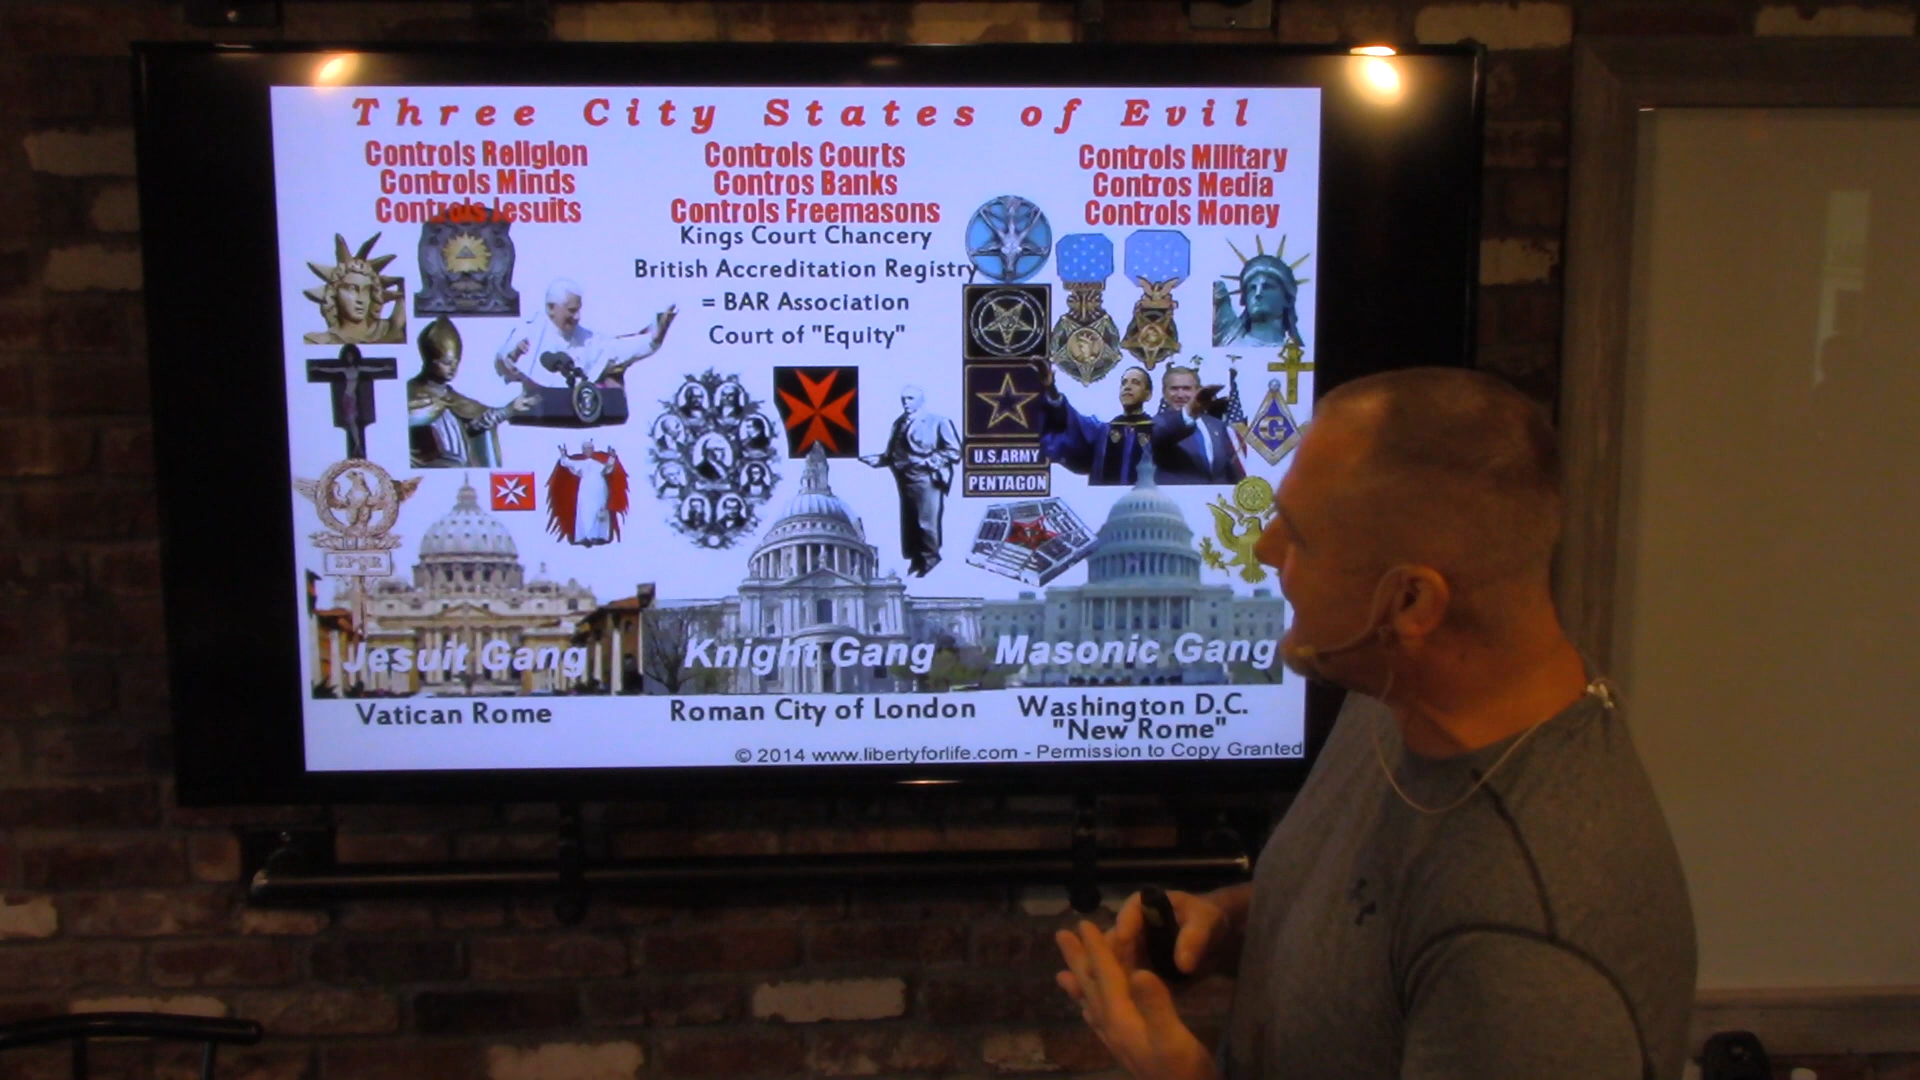 Three City States of Evil
Controls Religion
Controls Minds
Controls Jesuits
Controls Courts
Contros Banks
Controls Freemasons
Kings Court Chancery
British Accreditation Registry
= BAR Association
Court of "Equity"
Controls Military
Contros Media
Controls Money
U.S.ARMY
PENTAGON
G
SPQR
Jesuit Gang
Knight Gang
Masonic Gang
Vatican Rome
Roman City of London
Washington D.C.
"New Rome"
© 2014 www.libertyforlife.com - Permission to Copy Granted